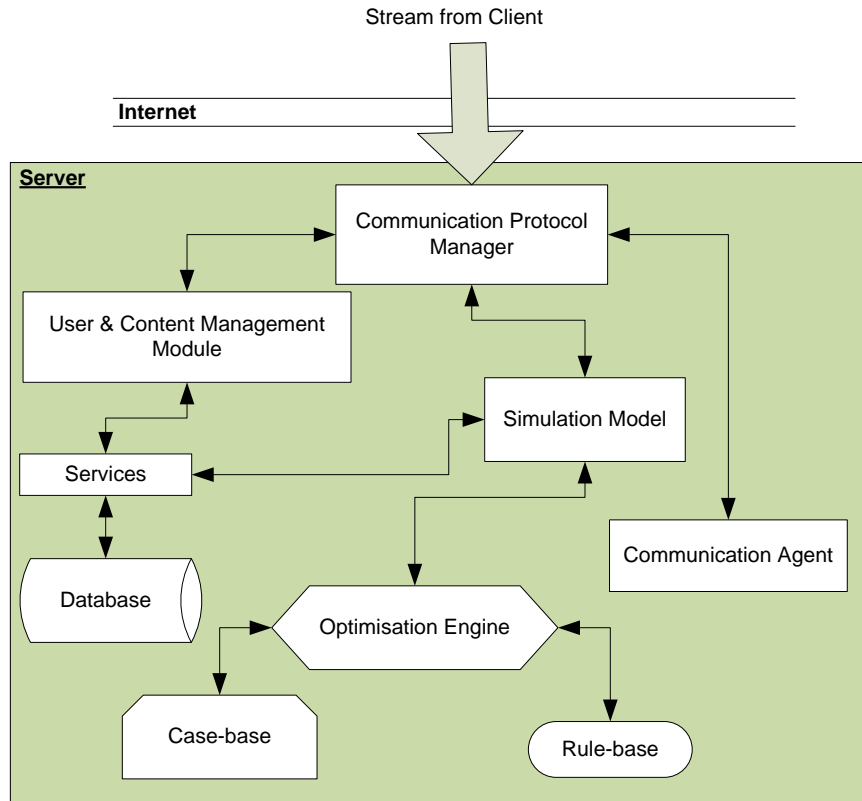 Stream from Client
Internet
Server
Communication Protocol
Manager
User & Content Management
Module
Simulation Model
Services
Communication Agent
Database
Optimisation Engine
Case-base
Rule-base